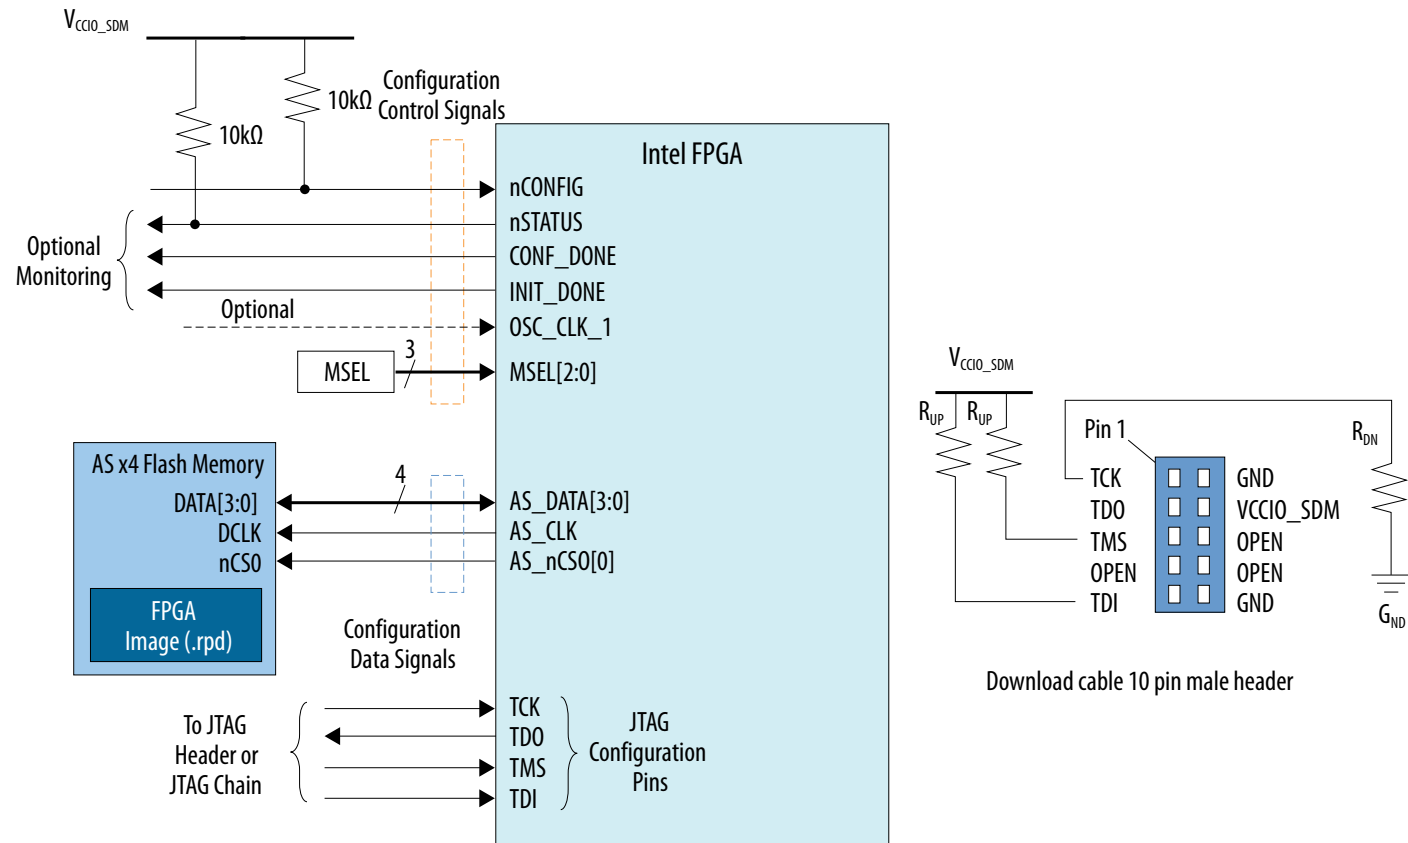 VCCIO_SDM
10kΩ
10kΩ
Configuration
Control Signals
Intel FPGA
nCONFIG
nSTATUS
CONF_DONE
INIT_DONE
OSC_CLK_1
MSEL[2:0]
Optional
Monitoring
Optional
MSEL
3
AS x4 Flash Memory
DATA[3:0]
DCLK
nCS0
FPGA
Image (.rpd)
4
AS_DATA[3:0]
AS_CLK
AS_nCS0[0]
Configuration
Data Signals
To JTAG
Header or
JTAG Chain
TCK
TDO
TMS
TDI
JTAG
Configuration
Pins
VCCIO_SDM
RUP
RUP
Pin 1
RDN
TCK
TDO
TMS
OPEN
TDI
GND
VCCIO_SDM
OPEN
OPEN
GND
GND
Download cable 10 pin male header